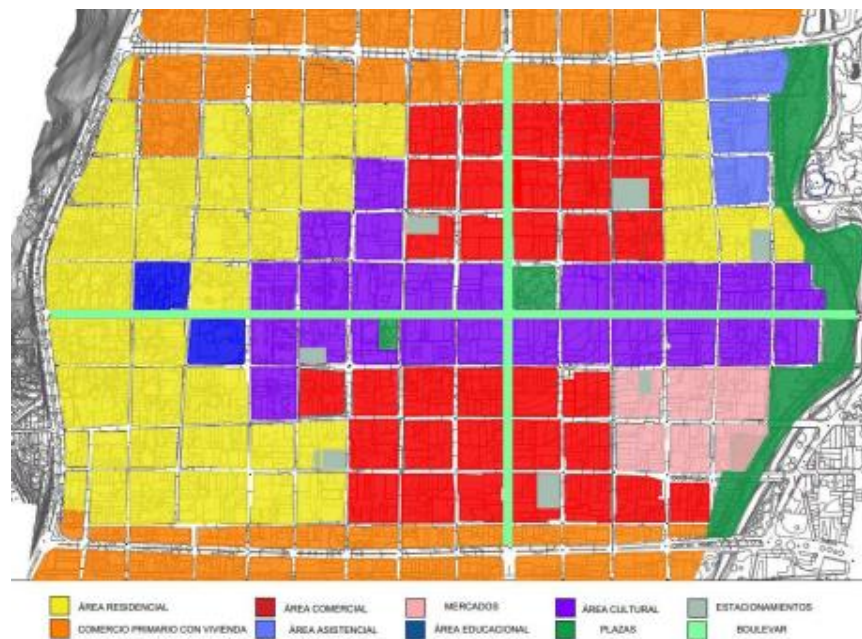 ÁREA RESIDENCIAL
ÁREA COMERCIAL
MERCADOS
ÁREA CULTURAL
ESTACIONAMIENTOS
COMERCIO PRIMARIO CON VIVIENDA
ÁREA ASISTENCIAL
ÁREA EDUCACIONAL
PLAZAS
BOULEVAR